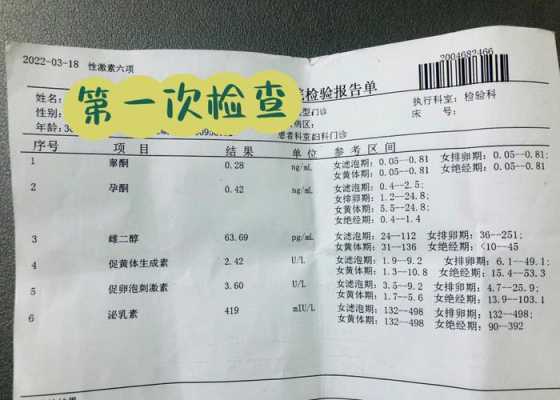 2022-03-18 性激素六项
2004682466
第一次检查
检验报告单
姓名:
执行科室: 检验科
性别:
型门诊
床 号:
病区:
年龄:3
患者科室妇科门诊
序号 项 目 结 果 单 位 参 考 区 间
1 睾酮 0.28 ng/mL 女滤泡期: 0.05--0.81 女排卵期: 0.05--0.81;
女黄体期: 0.05--0.81 女绝经期: 0.05--0.81
2 孕酮 0.42 ng/mL 女滤泡期: 0.4--2.5;
女排卵期: 1.2--24.8;
女黄体期: 5.5--24.8;
女绝经期: 0.4--1.4
3 雌二醇 63.69 pg/mL 女滤泡期: 24--112 女排卵期: 36--251;
女黄体期: 31--136 女绝经期: <10--45
4 促黄体生成素 2.42 U/L 女滤泡期: 1.9--9.2 女排卵期: 6.1--49.1;
女黄体期: 1.3--10.8 女绝经期: 15.4--53.3
5 促卵泡刺激素 3.60 U/L 女滤泡期: 3.5--9.2 女排卵期: 4.7--25.9;
女黄体期: 1.7--5.6 女绝经期: 13.9--103.1
6 泌乳素 419 mIU/L 女滤泡期: 132--498 女排卵期: 132--498;
女黄体期: 132--498 女绝经期: 90--392